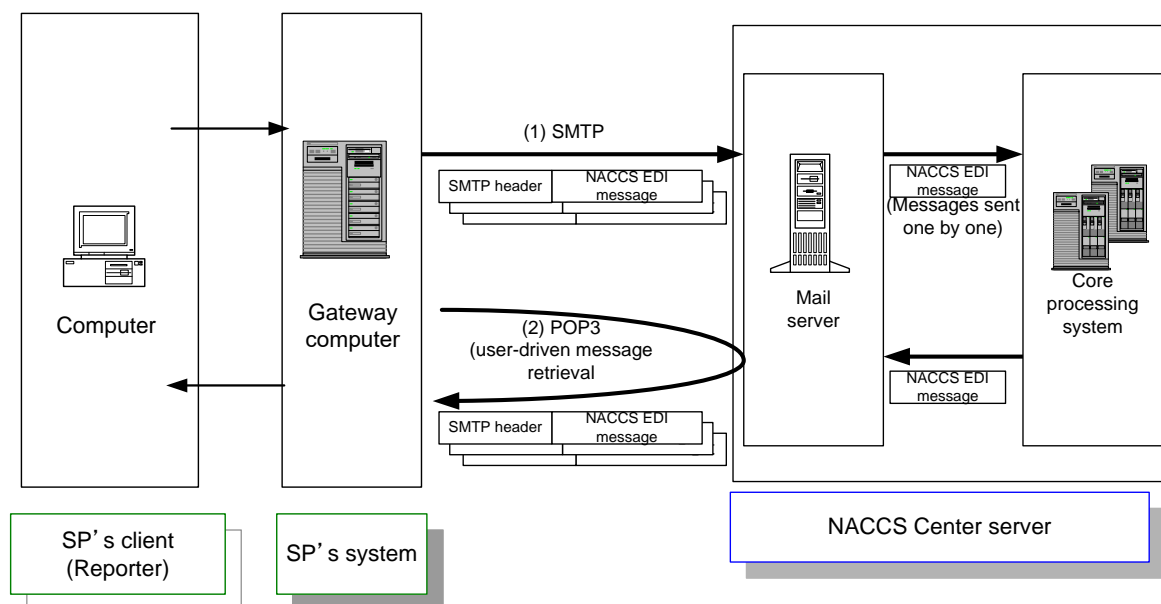 (1) SMTP
SMTP header
NACCS EDI
message
NACCS EDI
message
(Messages sent
one by one)
Computer
Gateway
computer
Mail
server
Core
processing
system
(2) POP3
(user-driven message
retrieval
NACCS EDI
message
SMTP header
NACCS EDI
message
SP's client
(Reporter)
SP's system
NACCS Center server